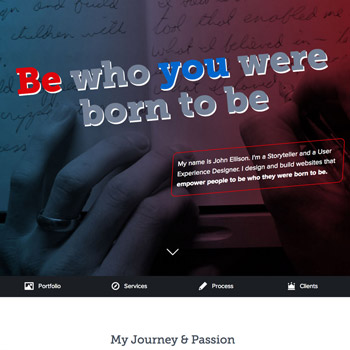 Be who you were
born to be
My name is John Ellison. I'm a Storyteller and a User
Experience Designer. I design and build websites that
empower people to be who they were born to be.
Portfolio
Services
Process
Clients
My Journey & Passion